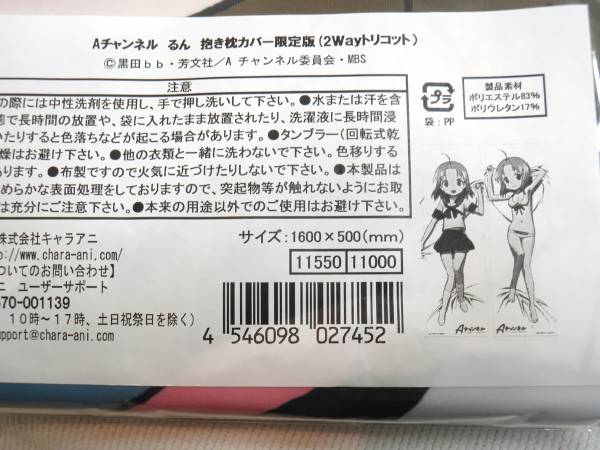 Aチャンネル るん 抱き枕カバー限定版(2Wayトリコット)
©黒田bb・芳文社/A チャンネル委員会・MBS
注意
の際には中性洗剤を使用し、手で押し洗いして下さい。●水または汗を含
態で長時間の放置や、袋に入れたまま放置されたり、洗濯液に長時間浸
いたりすると色落ちなどが起こる場合があります。●タンブラー(回転式乾
燥はお避け下さい。●他の衣類と一緒に洗わないで下さい。色移りする
あります。●布製ですので火気に近づけたりしないで下さい。●本製品は
めらかな表面処理をしておりますので、突起物等が触れないようにお取
は充分にご注意下さい。●本来の用途以外でのご使用はお避け下さい。
株式会社キャラアニ
p://www.chara-ani.com/
ついてのお問い合わせ】
ニ ユーザーサポート
570-001139
10時～17時、土日祝祭日を除く)
support@chara-ani.com
サイズ:1600×500(mm)
11550 11000
4 546098 027452
プラ
袋:PP
製品素材
ポリエステル83%
ポリウレタン17%
Aチャンネル
Aチャンネル